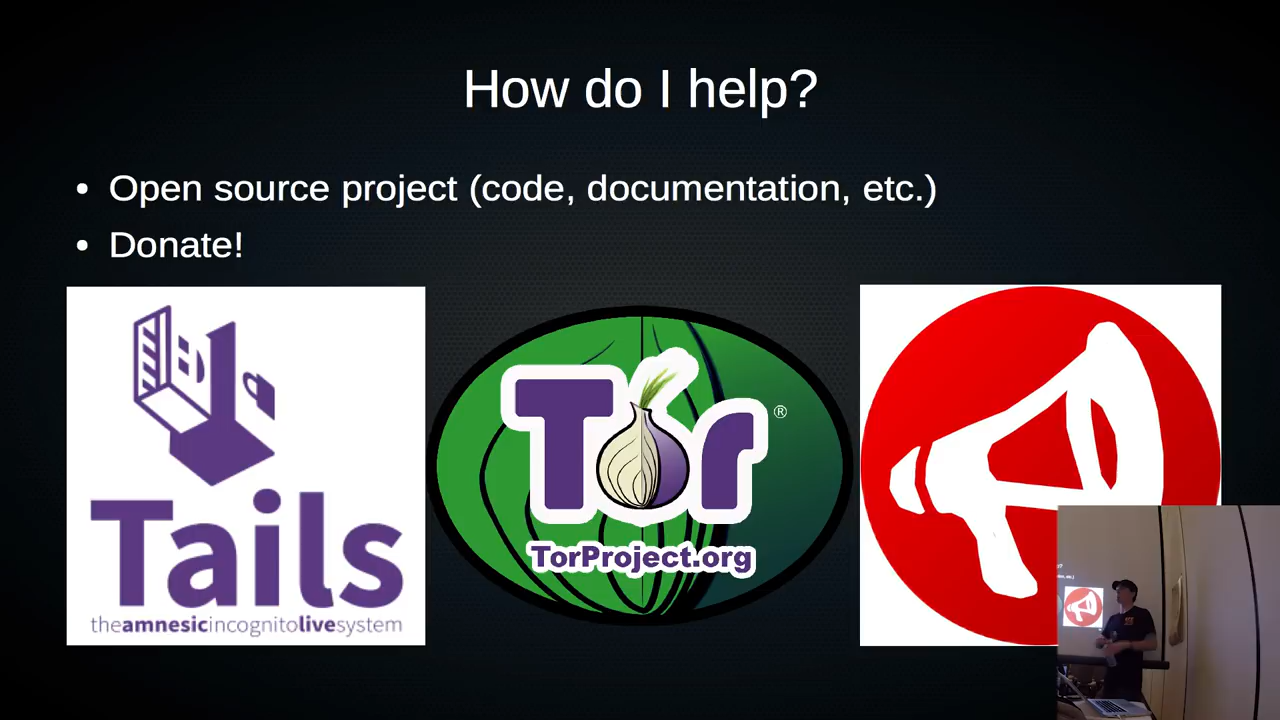 How do I help?
• Open source project (code, documentation, etc.)
• Donate!
Tails
theamnesicincognitolivesystem
Tor®
TorProject.org